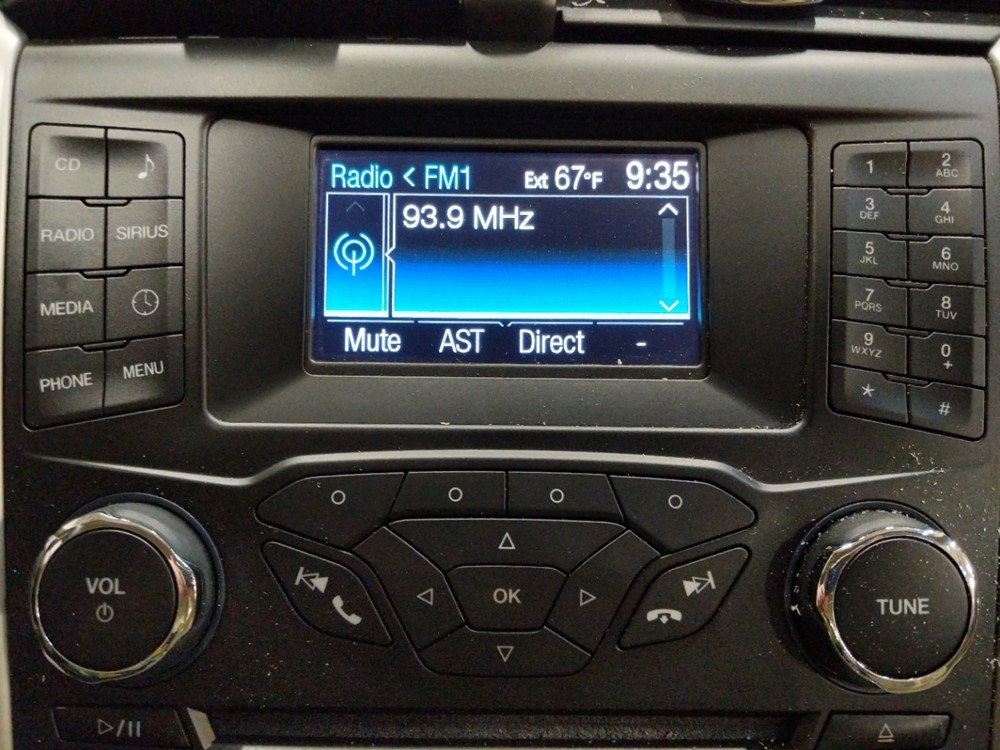 Radio < FM1 Ext 67°F 9:35
93.9 MHz
Mute AST Direct -
CD
RADIO SIRIUS
MEDIA
PHONE MENU
1 2 ABC
3 DEF 4 GHI
5 JKL 6 MNO
7 PQRS 8 TUV
9 WXYZ 0 +
* #
VOL
OK
TUNE